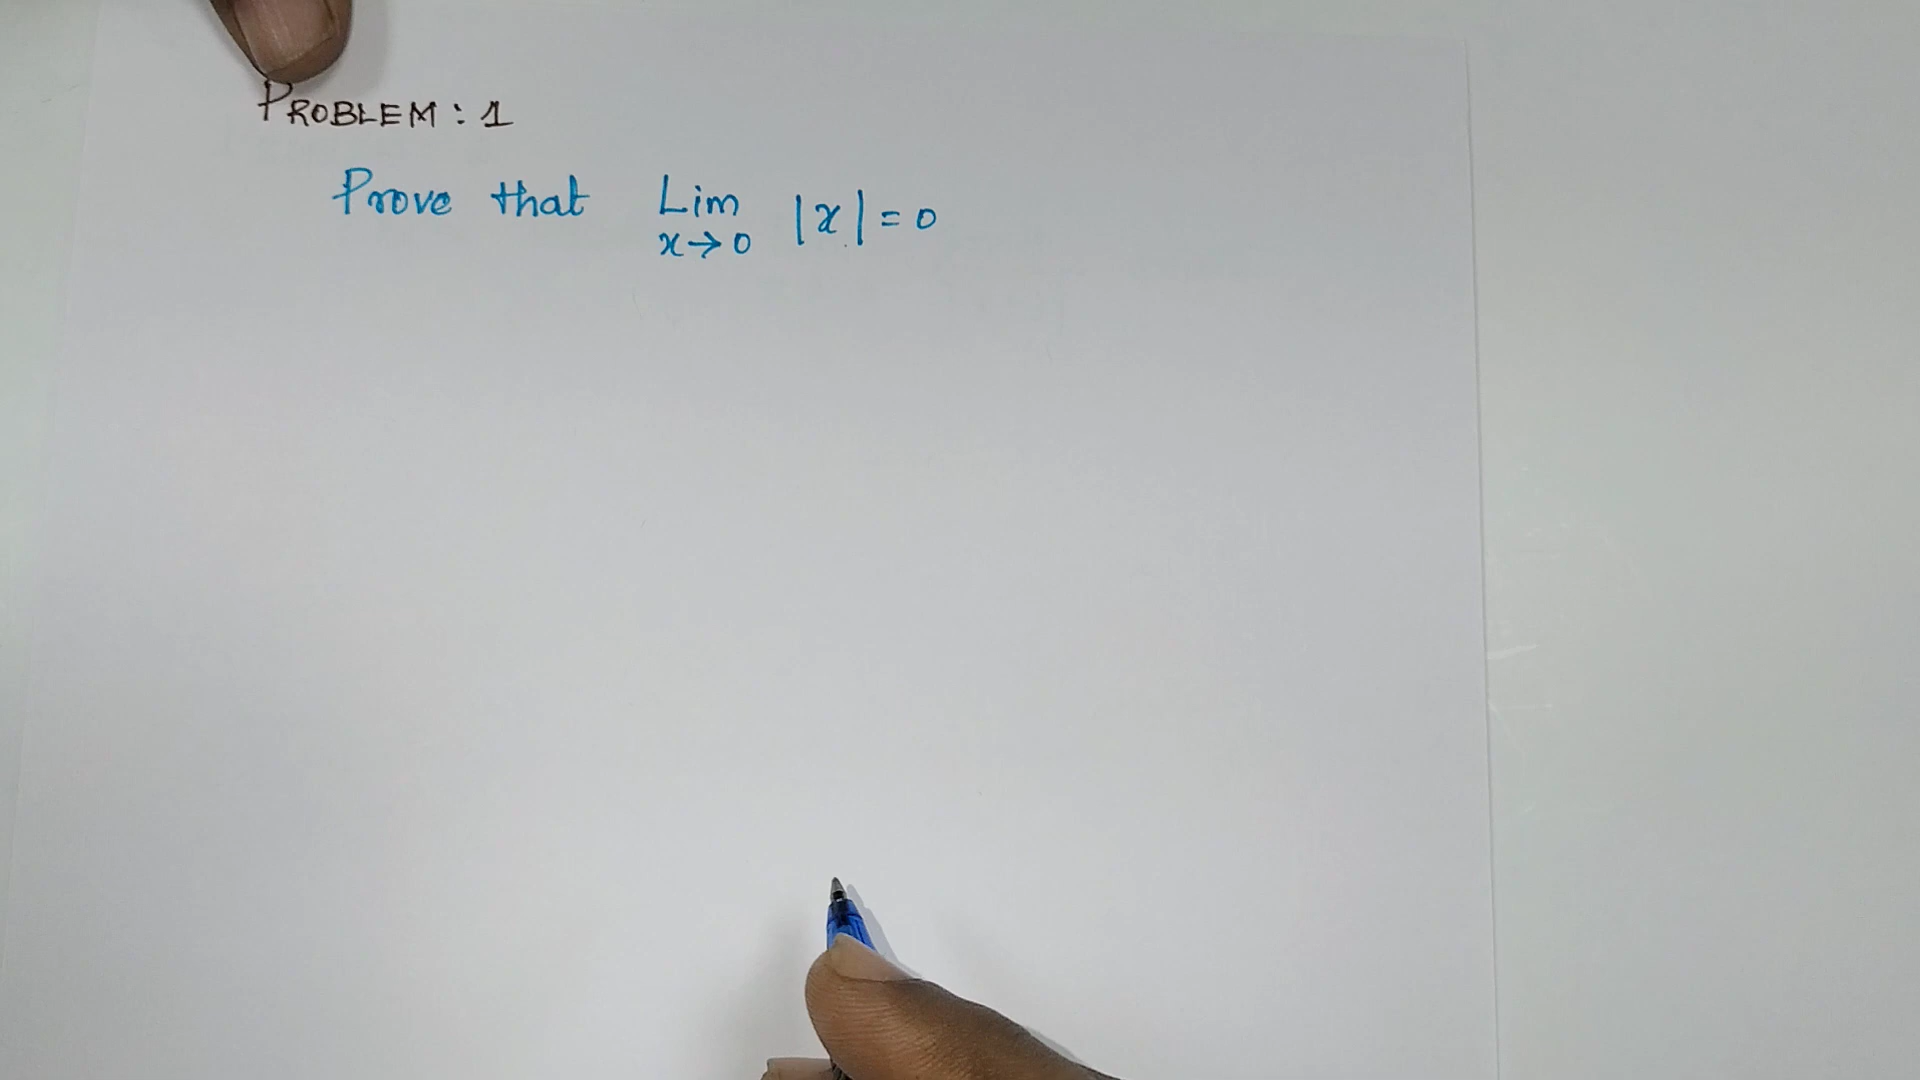 PROBLEM : 1
Prove that Lim |x| = 0
x→0